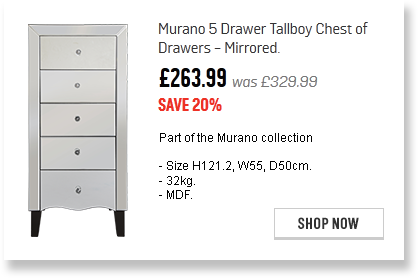 Murano 5 Drawer Tallboy Chest of
Drawers – Mirrored.
£263.99 was £329.99
SAVE 20%
Part of the Murano collection
- Size H121.2, W55, D50cm.
- 32kg.
- MDF.
SHOP NOW